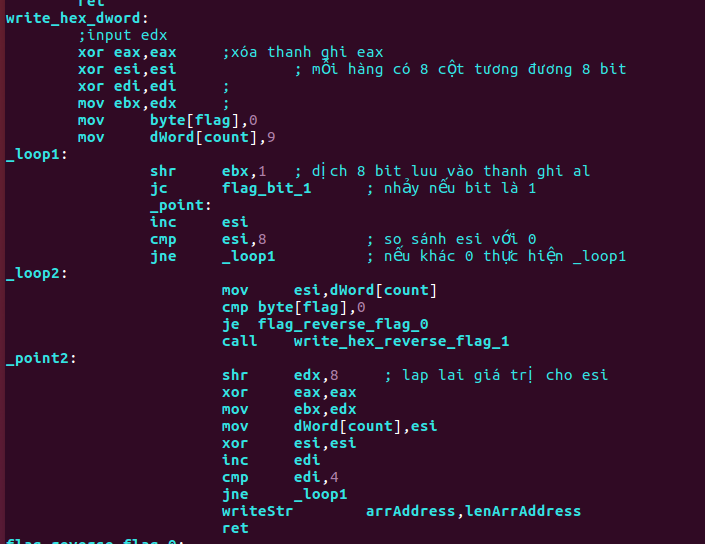 ret
write_hex_dword:
;input edx
xor eax,eax ;xóa thanh ghi eax
xor esi,esi ; mỗi hàng có 8 cột tương đương 8 bit
xor edi,edi ;
mov ebx,edx ;
mov byte[flag],0
mov dWord[count],9
_loop1:
shr ebx,1 ; dịch 8 bit luu vào thanh ghi al
jc flag_bit_1 ; nhảy nếu bit là 1
_point:
inc esi
cmp esi,8 ; so sánh esi với 0
jne _loop1 ; nếu khác 0 thực hiện _loop1
_loop2:
mov esi,dWord[count]
cmp byte[flag],0
je flag_reverse_flag_0
call write_hex_reverse_flag_1
_point2:
shr edx,8 ; lap lai giá trị cho esi
xor eax,eax
mov ebx,edx
mov dWord[count],esi
xor esi,esi
inc edi
cmp edi,4
jne _loop1
writeStr arrAddress,lenArrAddress
ret
flag_reverse_flag_0: